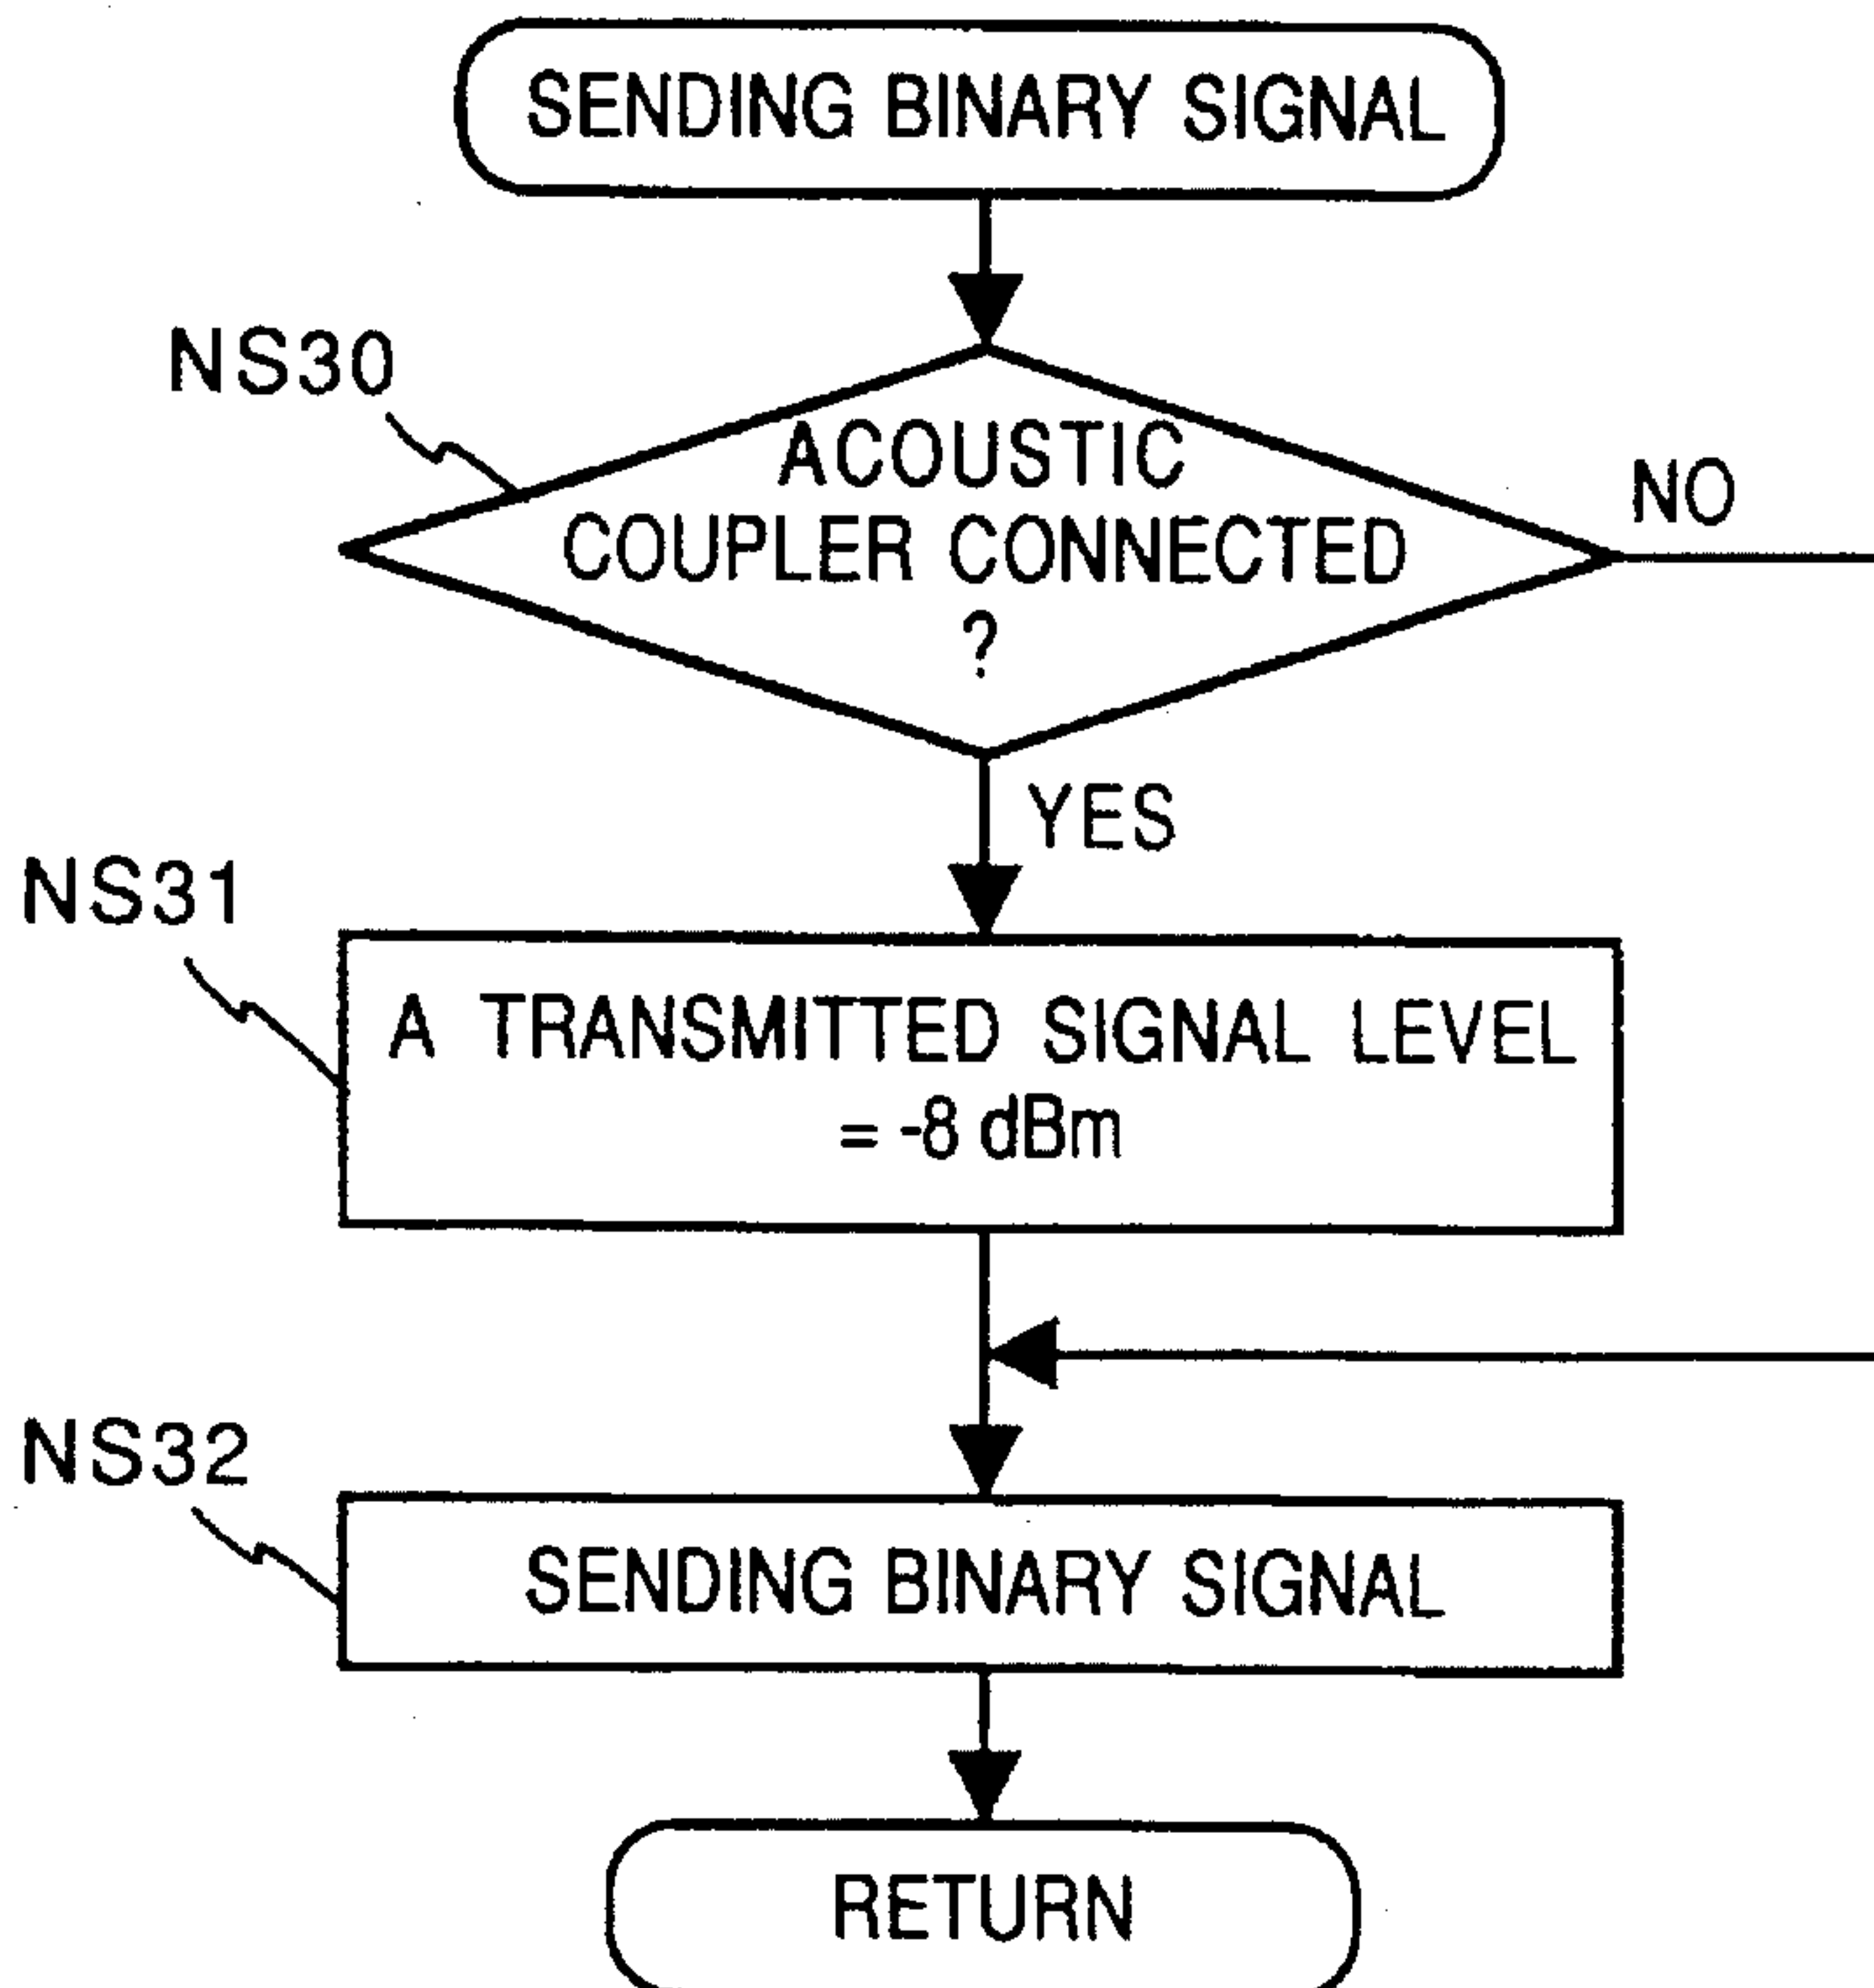 SENDING BINARY SIGNAL
NS30
ACOUSTIC
COUPLER CONNECTED
?
NO
YES
NS31
A TRANSMITTED SIGNAL LEVEL
= -8 dBm
NS32
SENDING BINARY SIGNAL
RETURN